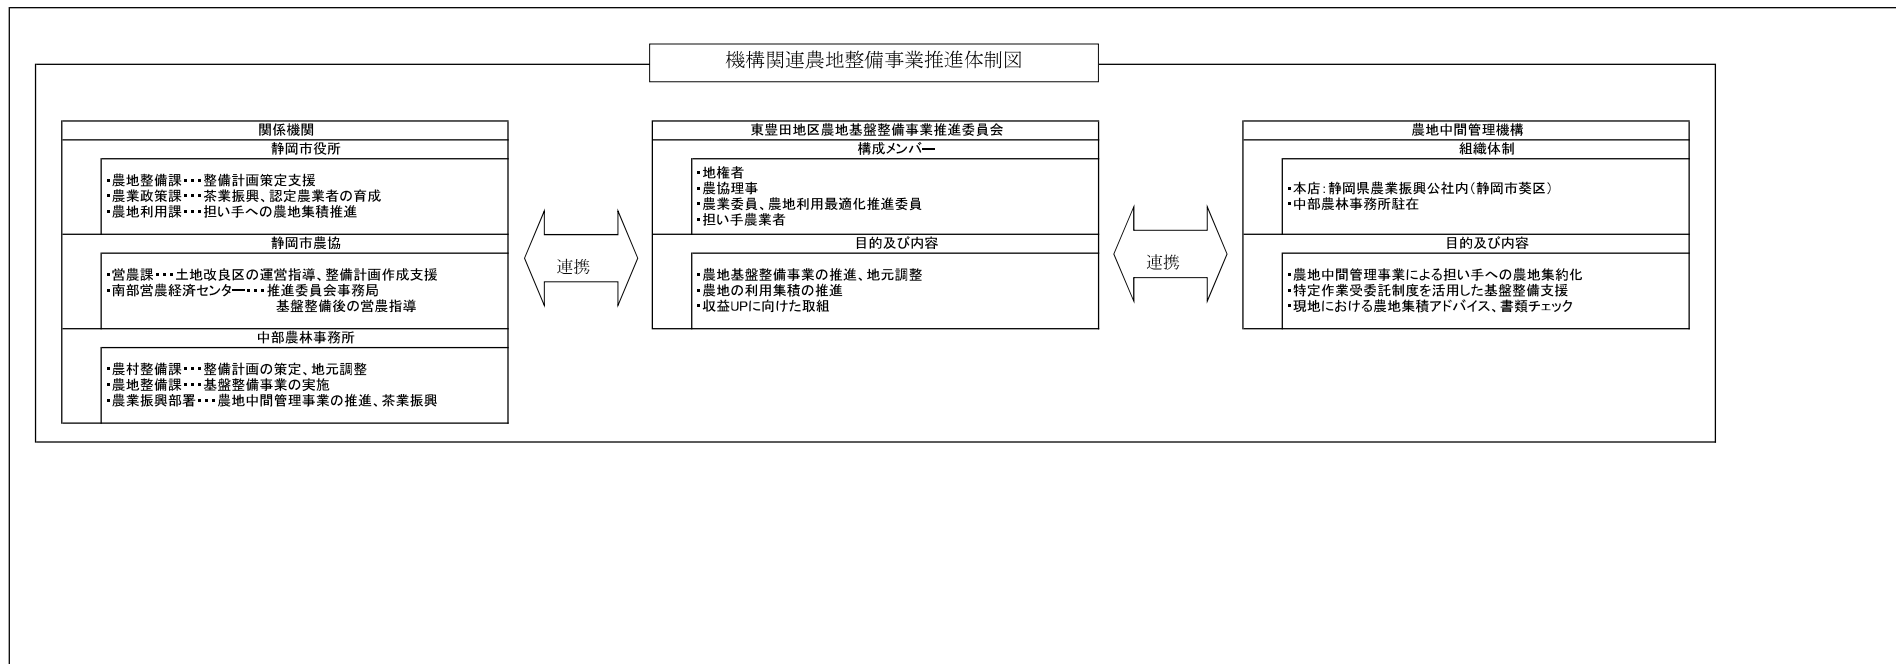 機構関連農地整備事業推進体制図
関係機関
静岡市役所
・農地整備課・・・整備計画策定支援
・農業政策課・・・茶業振興、認定農業者の育成
・農地利用課・・・担い手への農地集積推進
静岡市農協
・営農課・・・土地改良区の運営指導、整備計画作成支援
・南部営農経済センター・・・推進委員会事務局
基盤整備後の営農指導
中部農林事務所
・農村整備課・・・整備計画の策定、地元調整
・農地整備課・・・基盤整備事業の実施
・農業振興部署・・・農地中間管理事業の推進、茶業振興
連携
東豊田地区農地基盤整備事業推進委員会
構成メンバー
・地権者
・農協理事
・農業委員、農地利用最適化推進委員
・担い手農業者
目的及び内容
・農地基盤整備事業の推進、地元調整
・農地の利用集積の推進
・収益UPに向けた取組
連携
農地中間管理機構
組織体制
・本店：静岡県農業振興公社内（静岡市葵区）
・中部農林事務所駐在
目的及び内容
・農地中間管理事業による担い手への農地集約化
・特定作業受委託制度を活用した基盤整備支援
・現地における農地集積アドバイス、書類チェック